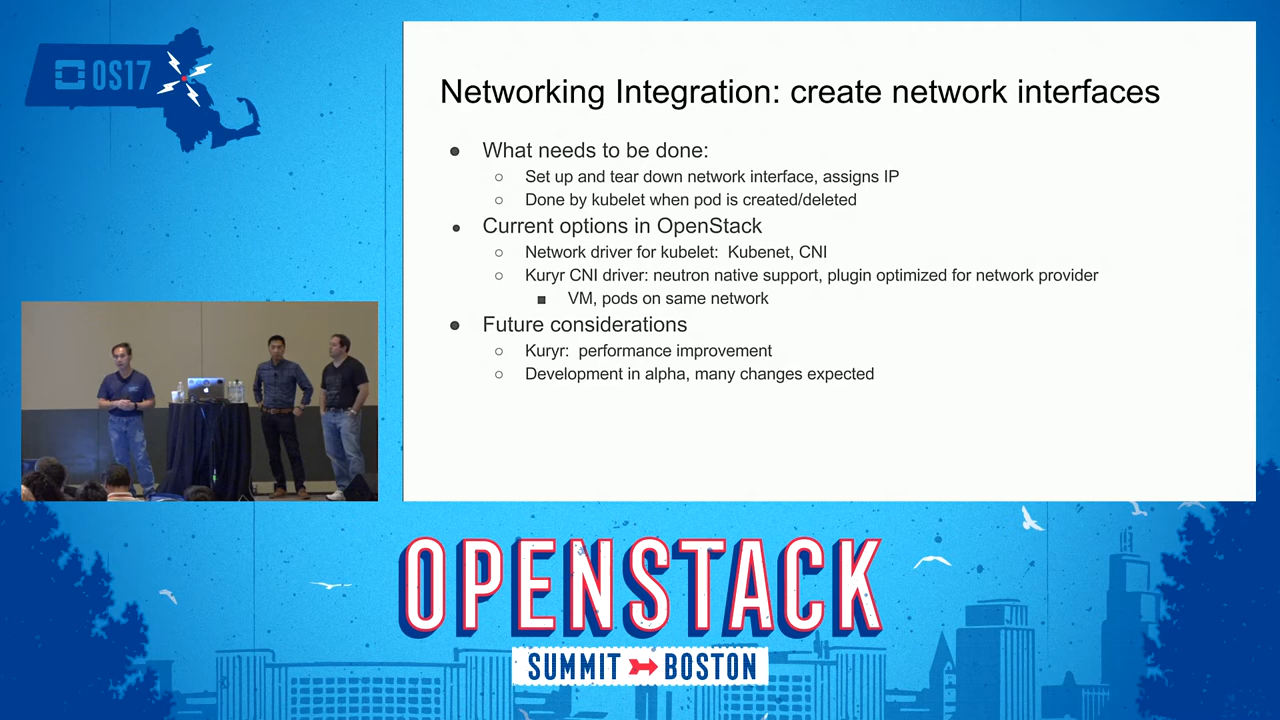 OS17
Networking Integration: create network interfaces
● What needs to be done:
○ Set up and tear down network interface, assigns IP
○ Done by kubelet when pod is created/deleted
● Current options in OpenStack
○ Network driver for kubelet: Kubenet, CNI
○ Kuryr CNI driver: neutron native support, plugin optimized for network provider
■ VM, pods on same network
● Future considerations
○ Kuryr: performance improvement
○ Development in alpha, many changes expected
OPENSTACK
SUMMIT BOSTON